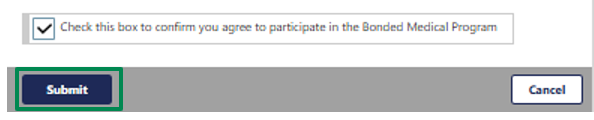 Check this box to confirm you agree to participate in the Bonded Medical Program
Submit
Cancel